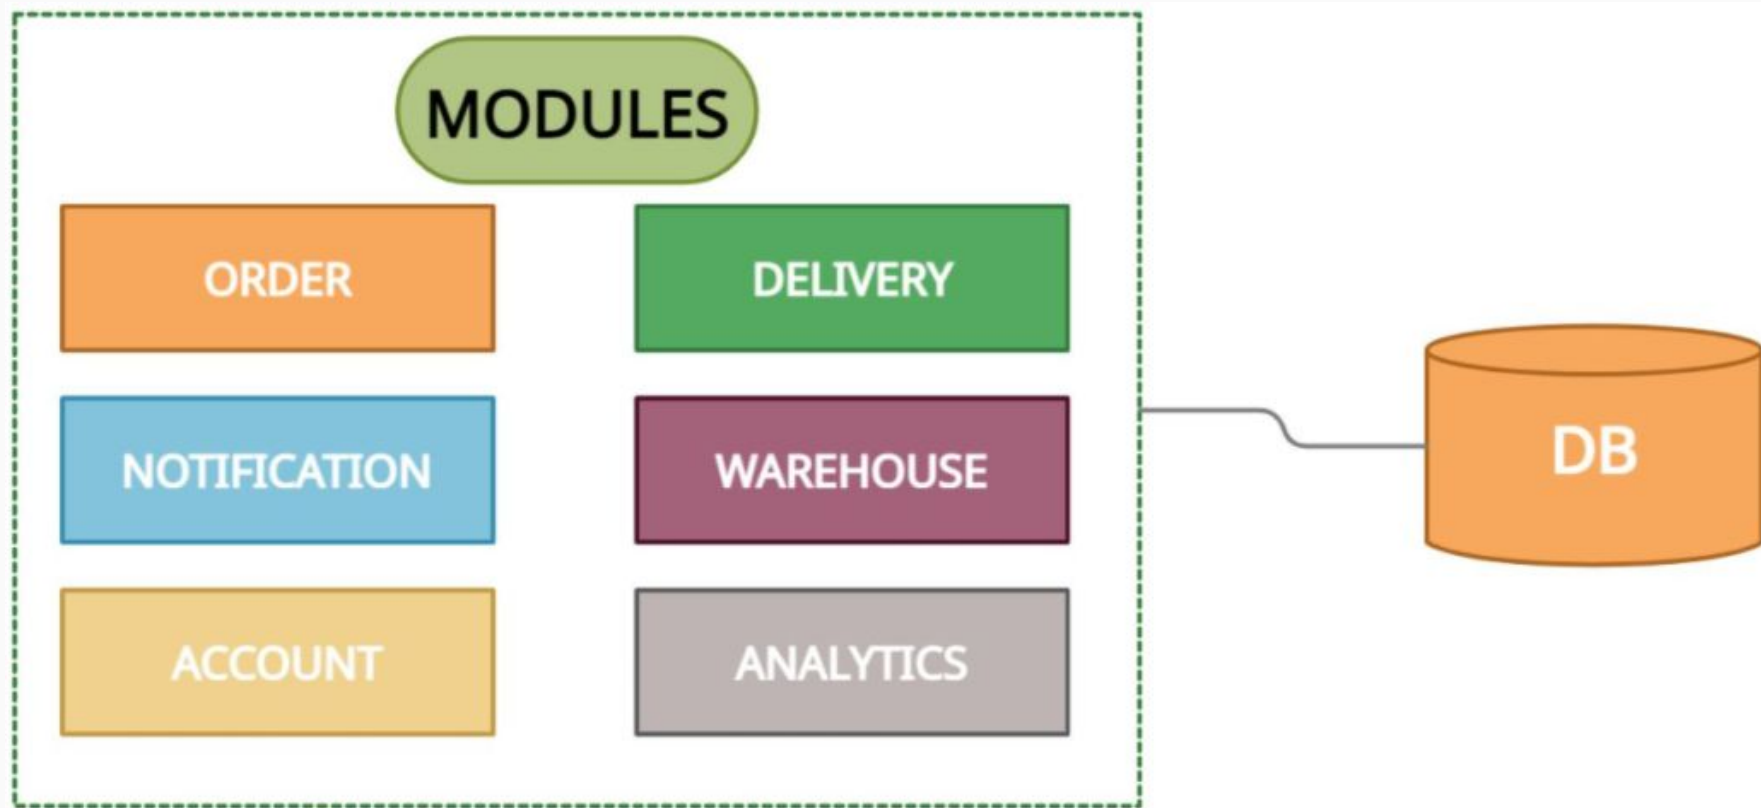 MODULES
ORDER
DELIVERY
NOTIFICATION
WAREHOUSE
DB
ACCOUNT
ANALYTICS